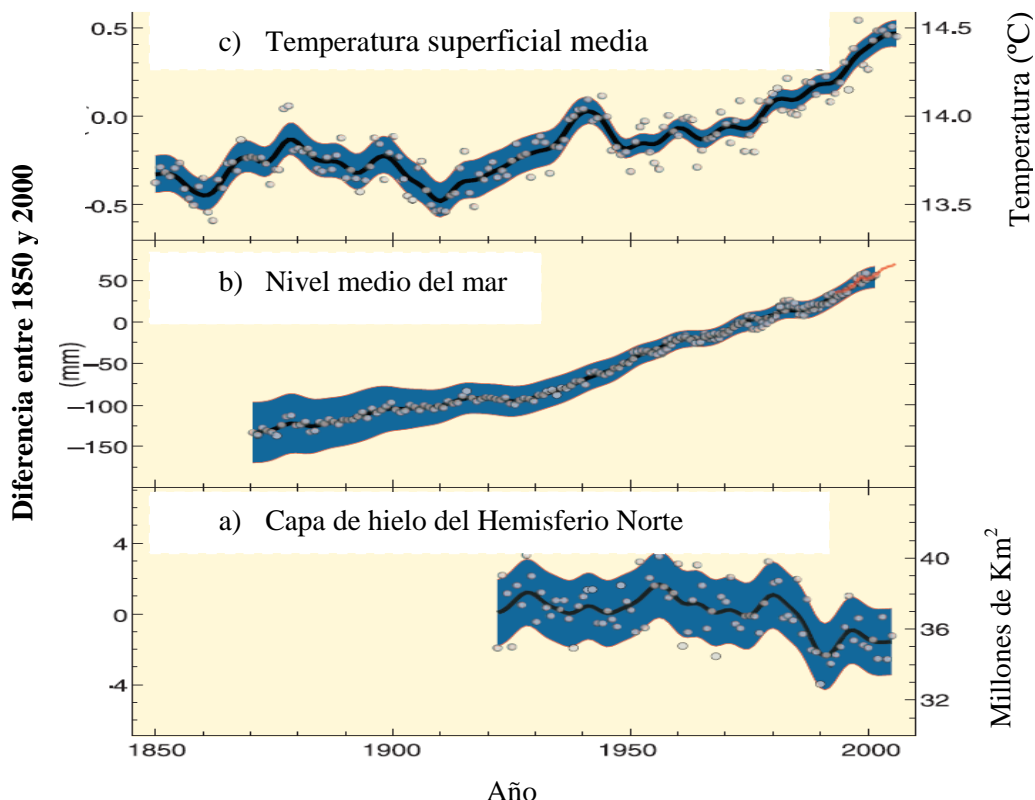 Diferencia entre 1850 y 2000
c) Temperatura superficial media
0.5
0.0
-0.5
14.5
14.0
13.5
Temperatura (ºC)
b) Nivel medio del mar
50
0
−50
−100
−150
(mm)
a) Capa de hielo del Hemisferio Norte
4
0
-4
40
36
32
Millones de Km²
1850 1900 1950 2000
Año